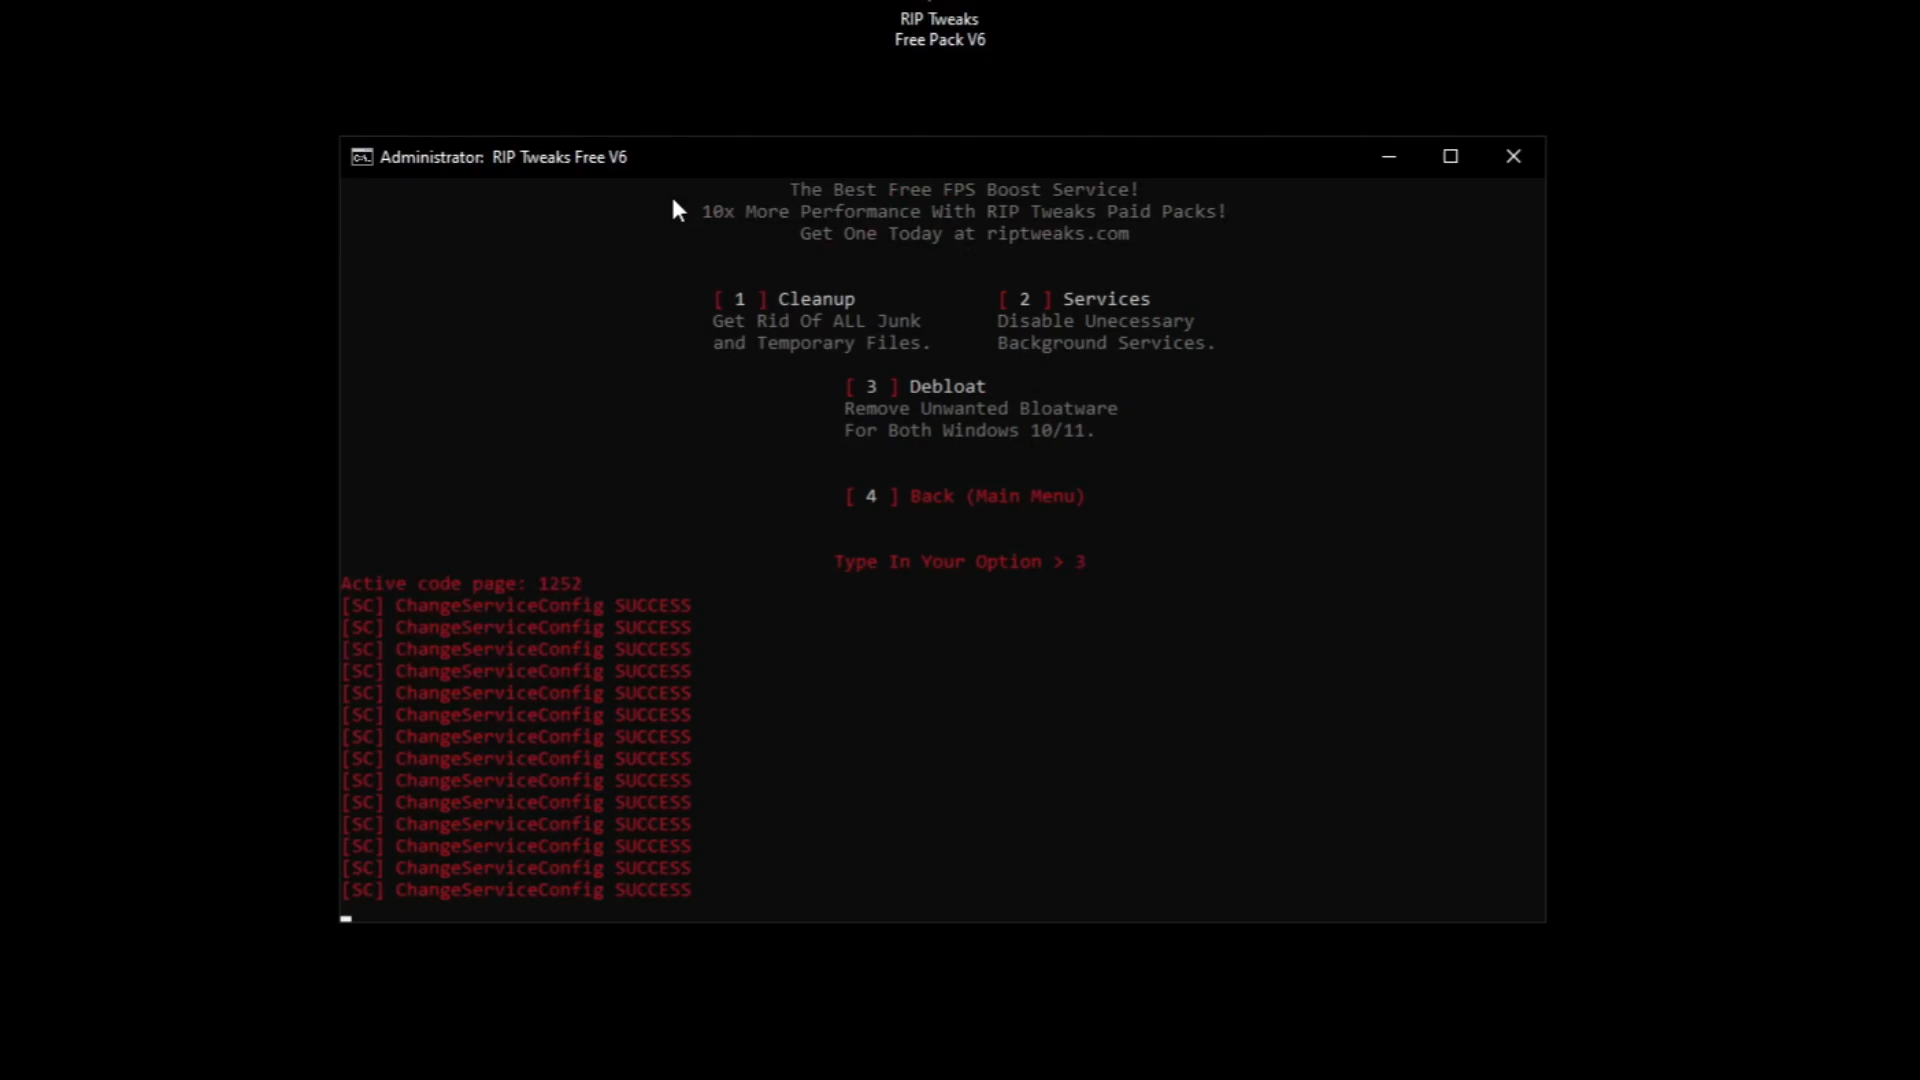 RIP Tweaks
Free Pack V6
Administrator: RIP Tweaks Free V6
The Best Free FPS Boost Service!
10x More Performance With RIP Tweaks Paid Packs!
Get One Today at riptweaks.com
[ 1 ] Cleanup [ 2 ] Services
Get Rid Of ALL Junk Disable Unecessary
and Temporary Files. Background Services.
[ 3 ] Debloat
Remove Unwanted Bloatware
For Both Windows 10/11.
[ 4 ] Back (Main Menu)
Type In Your Option > 3
Active code page: 1252
[SC] ChangeServiceConfig SUCCESS
[SC] ChangeServiceConfig SUCCESS
[SC] ChangeServiceConfig SUCCESS
[SC] ChangeServiceConfig SUCCESS
[SC] ChangeServiceConfig SUCCESS
[SC] ChangeServiceConfig SUCCESS
[SC] ChangeServiceConfig SUCCESS
[SC] ChangeServiceConfig SUCCESS
[SC] ChangeServiceConfig SUCCESS
[SC] ChangeServiceConfig SUCCESS
[SC] ChangeServiceConfig SUCCESS
[SC] ChangeServiceConfig SUCCESS
[SC] ChangeServiceConfig SUCCESS
[SC] ChangeServiceConfig SUCCESS